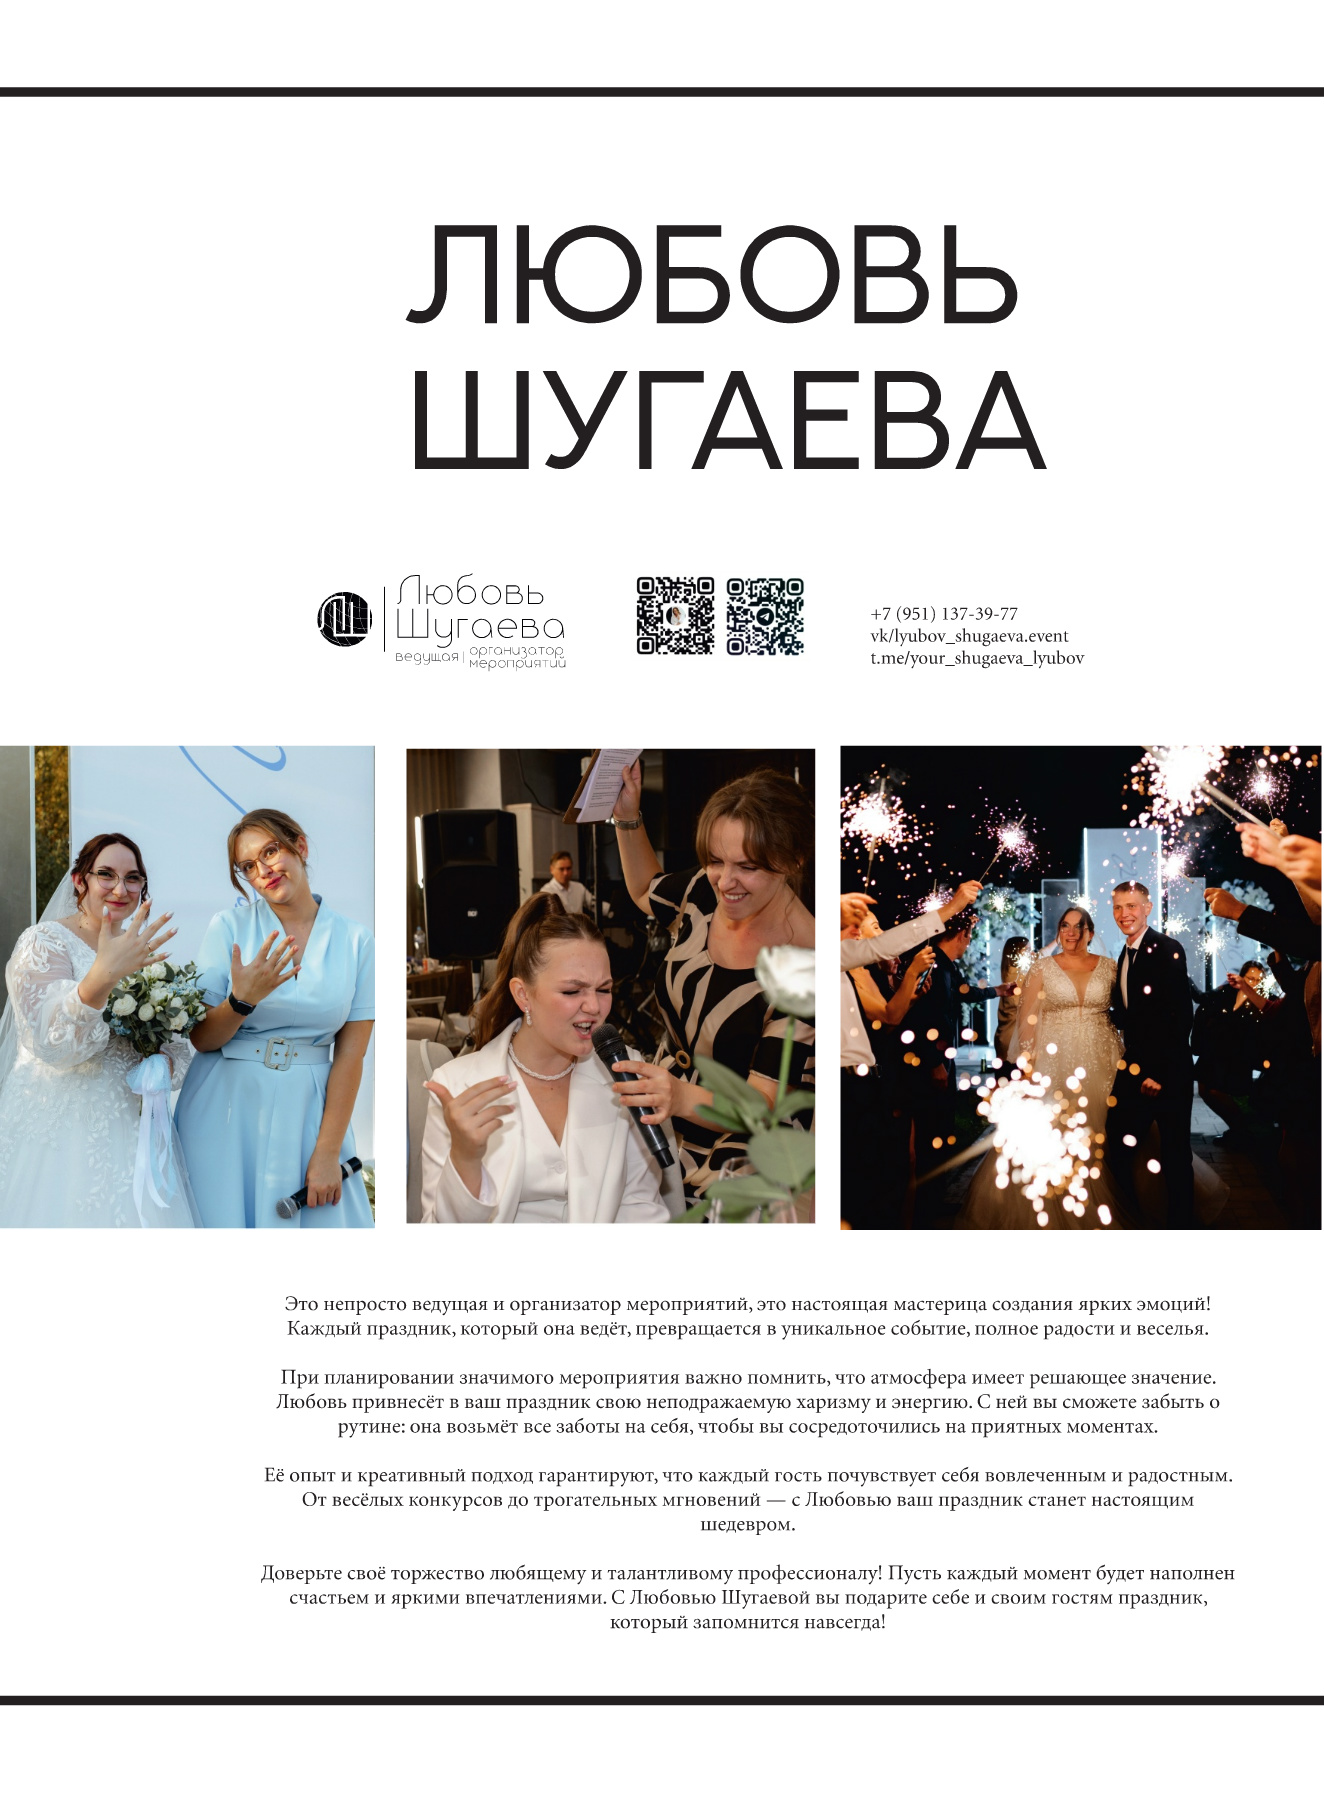 ЛЮБОВЬ
ШУГАЕВА
Любовь
Шугаева
ведущая | организатор
мероприятий
+7 (951) 137-39-77
vk/lyubov_shugaeva.event
t.me/your_shugaeva_lyubov
Это непросто ведущая и организатор мероприятий, это настоящая мастерица создания ярких эмоций!
Каждый праздник, который она ведёт, превращается в уникальное событие, полное радости и веселья.
При планировании значимого мероприятия важно помнить, что атмосфера имеет решающее значение.
Любовь привнесёт в ваш праздник свою неподражаемую харизму и энергию. С ней вы сможете забыть о
рутине: она возьмёт все заботы на себя, чтобы вы сосредоточились на приятных моментах.
Её опыт и креативный подход гарантируют, что каждый гость почувствует себя вовлеченным и радостным.
От весёлых конкурсов до трогательных мгновений — с Любовью ваш праздник станет настоящим
шедевром.
Доверьте своё торжество любящему и талантливому профессионалу! Пусть каждый момент будет наполнен
счастьем и яркими впечатлениями. С Любовью Шугаевой вы подарите себе и своим гостям праздник,
который запомнится навсегда!